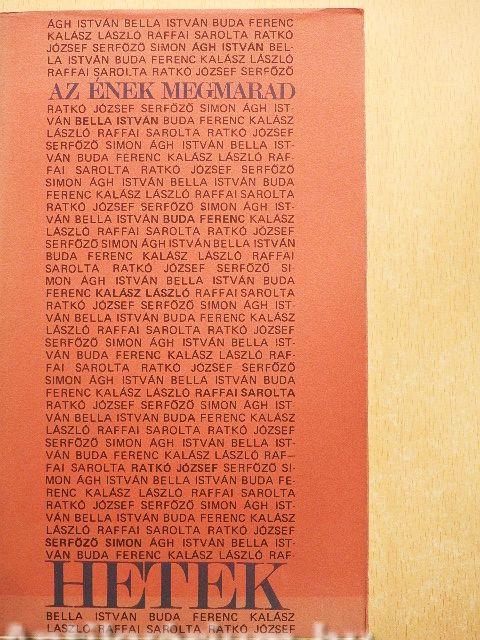 ÁGH ISTVÁN BELLA ISTVÁN BUDA FERENC
KALÁSZ LÁSZLÓ RAFFAI SAROLTA RATKÓ
JÓZSEF SERFŐZŐ SIMON ÁGH ISTVÁN BEL-
LA ISTVÁN BUDA FERENC KALÁSZ LÁSZLÓ
RAFFAI SAROLTA RATKÓ JÓZSEF SERFŐZŐ
AZ ÉNEK MEGMARAD
RATKÓ JÓZSEF SERFŐZŐ SIMON ÁGH IST-
VÁN BELLA ISTVÁN BUDA FERENC KALÁSZ
LÁSZLÓ RAFFAI SAROLTA RATKÓ JÓZSEF
SERFŐZŐ SIMON ÁGH ISTVÁN BELLA IST-
VÁN BUDA FERENC KALÁSZ LÁSZLÓ RAF-
FAI SAROLTA RATKÓ JÓZSEF SERFŐZŐ
SIMON ÁGH ISTVÁN BELLA ISTVÁN BUDA
FERENC KALÁSZ LÁSZLÓ RAFFAI SAROLTA
RATKÓ JÓZSEF SERFŐZŐ SIMON ÁGH IST-
VÁN BELLA ISTVÁN BUDA FERENC KALÁSZ
LÁSZLÓ RAFFAI SAROLTA RATKÓ JÓZSEF
SERFŐZŐ SIMON ÁGH ISTVÁN BELLA ISTVÁN
BUDA FERENC KALÁSZ LÁSZLÓ RAFFAI
SAROLTA RATKÓ JÓZSEF SERFŐZŐ SI-
MON ÁGH ISTVÁN BELLA ISTVÁN BUDA
FERENC KALÁSZ LÁSZLÓ RAFFAI SAROLTA
RATKÓ JÓZSEF SERFŐZŐ SIMON ÁGH IST-
VÁN BELLA ISTVÁN BUDA FERENC KALÁSZ
LÁSZLÓ RAFFAI SAROLTA RATKÓ JÓZSEF
SERFŐZŐ SIMON ÁGH ISTVÁN BELLA IST-
VÁN BUDA FERENC KALÁSZ LÁSZLÓ RAF-
FAI SAROLTA RATKÓ JÓZSEF SERFŐZŐ
SIMON ÁGH ISTVÁN BELLA ISTVÁN BUDA
FERENC KALÁSZ LÁSZLÓ RAFFAI SAROLTA
RATKÓ JÓZSEF SERFŐZŐ SIMON ÁGH IST-
VÁN BELLA ISTVÁN BUDA FERENC KALÁSZ
LÁSZLÓ RAFFAI SAROLTA RATKÓ JÓZSEF
SERFŐZŐ SIMON ÁGH ISTVÁN BELLA IST-
VÁN BUDA FERENC KALÁSZ LÁSZLÓ RAF-
FAI SAROLTA RATKÓ JÓZSEF SERFŐZŐ SI-
MON ÁGH ISTVÁN BELLA ISTVÁN BUDA FE-
RENC KALÁSZ LÁSZLÓ RAFFAI SAROLTA
RATKÓ JÓZSEF SERFŐZŐ SIMON ÁGH IST-
VÁN BELLA ISTVÁN BUDA FERENC KALÁSZ
LÁSZLÓ RAFFAI SAROLTA RATKÓ JÓZSEF
SERFŐZŐ SIMON ÁGH ISTVÁN BELLA IST-
VÁN BUDA FERENC KALÁSZ LÁSZLÓ RAF-
HETEK
BELLA ISTVÁN BUDA FERENC KALÁSZ
LÁSZLÓ RAFFAI SAROLTA RATKÓ JÓZSEF